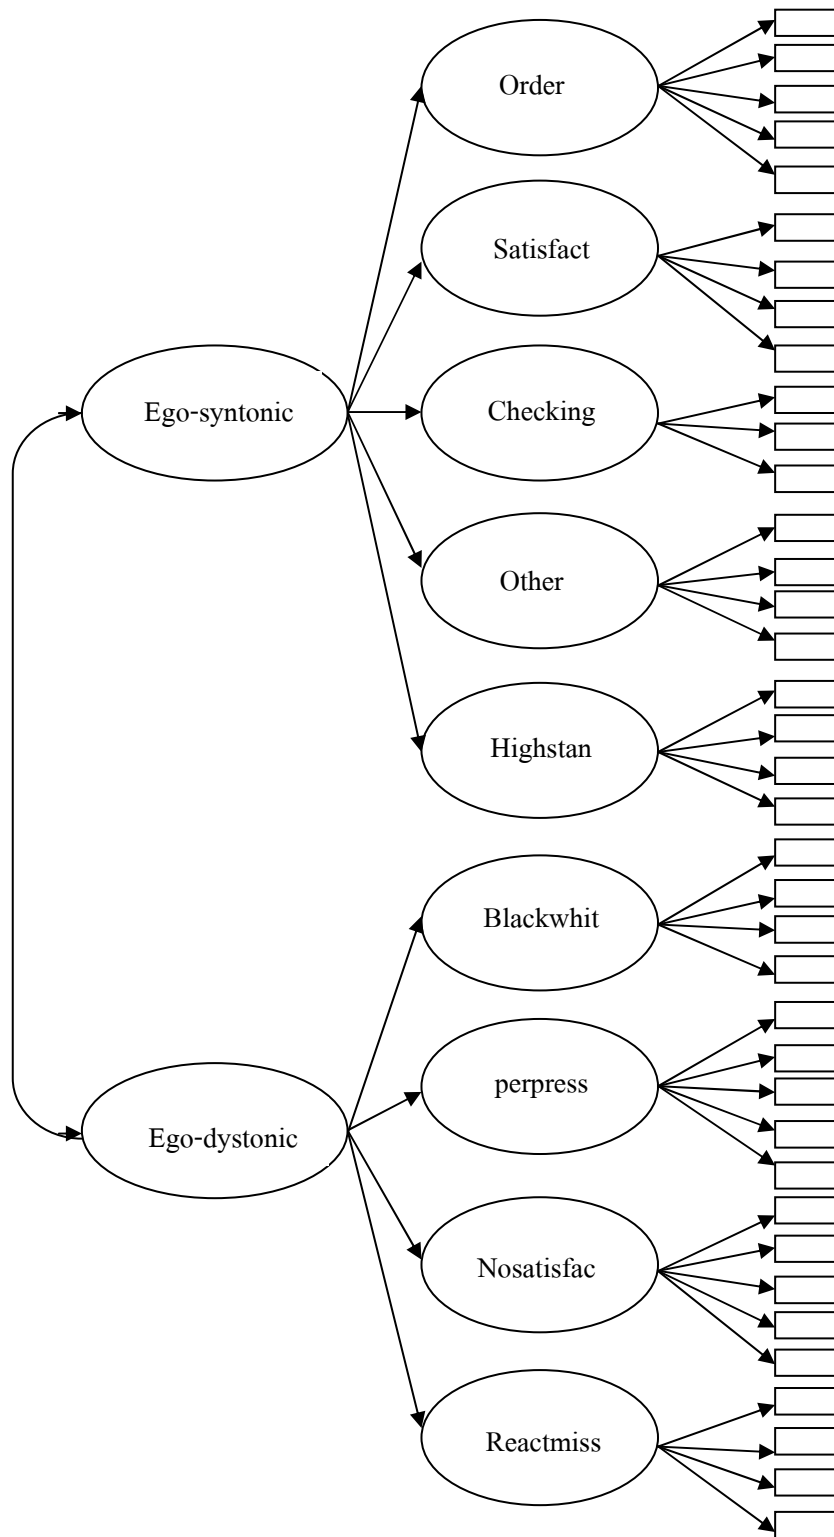 Order
Satisfact
Checking
Ego-syntonic
Other
Highstan
Blackwhit
perpress
Ego-dystonic
Nosatisfac
Reactmiss